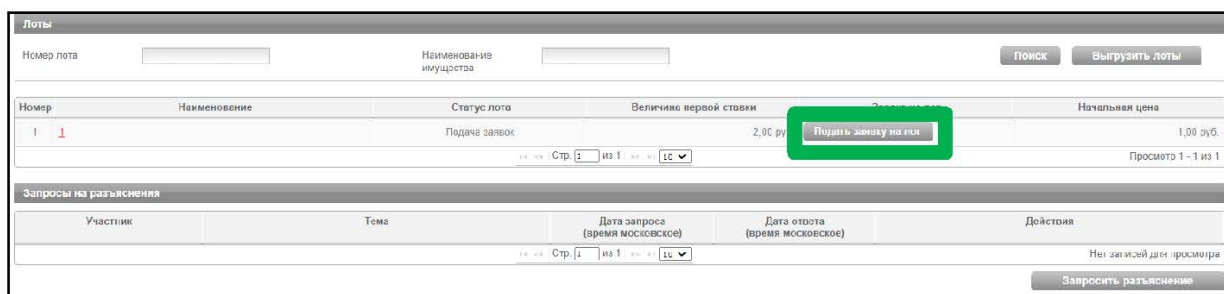 Лоты
Номер лота
Наименование
имущества
Поиск
Выгрузить лоты
Номер Наименование Статус лота Величина первой ставки Заявка на лот Начальная цена
1 1 Подача заявок 2,00 ру Подать заявку на лот 1,00 руб.
Стр. 1 из 1 10 Просмотр 1 - 1 из 1
Запросы на разъяснения
Участник Тема Дата запроса Дата ответа Действия
(время московское) (время московское)
Стр. 1 из 1 10 Нет записей для просмотра
Запросить разъяснение